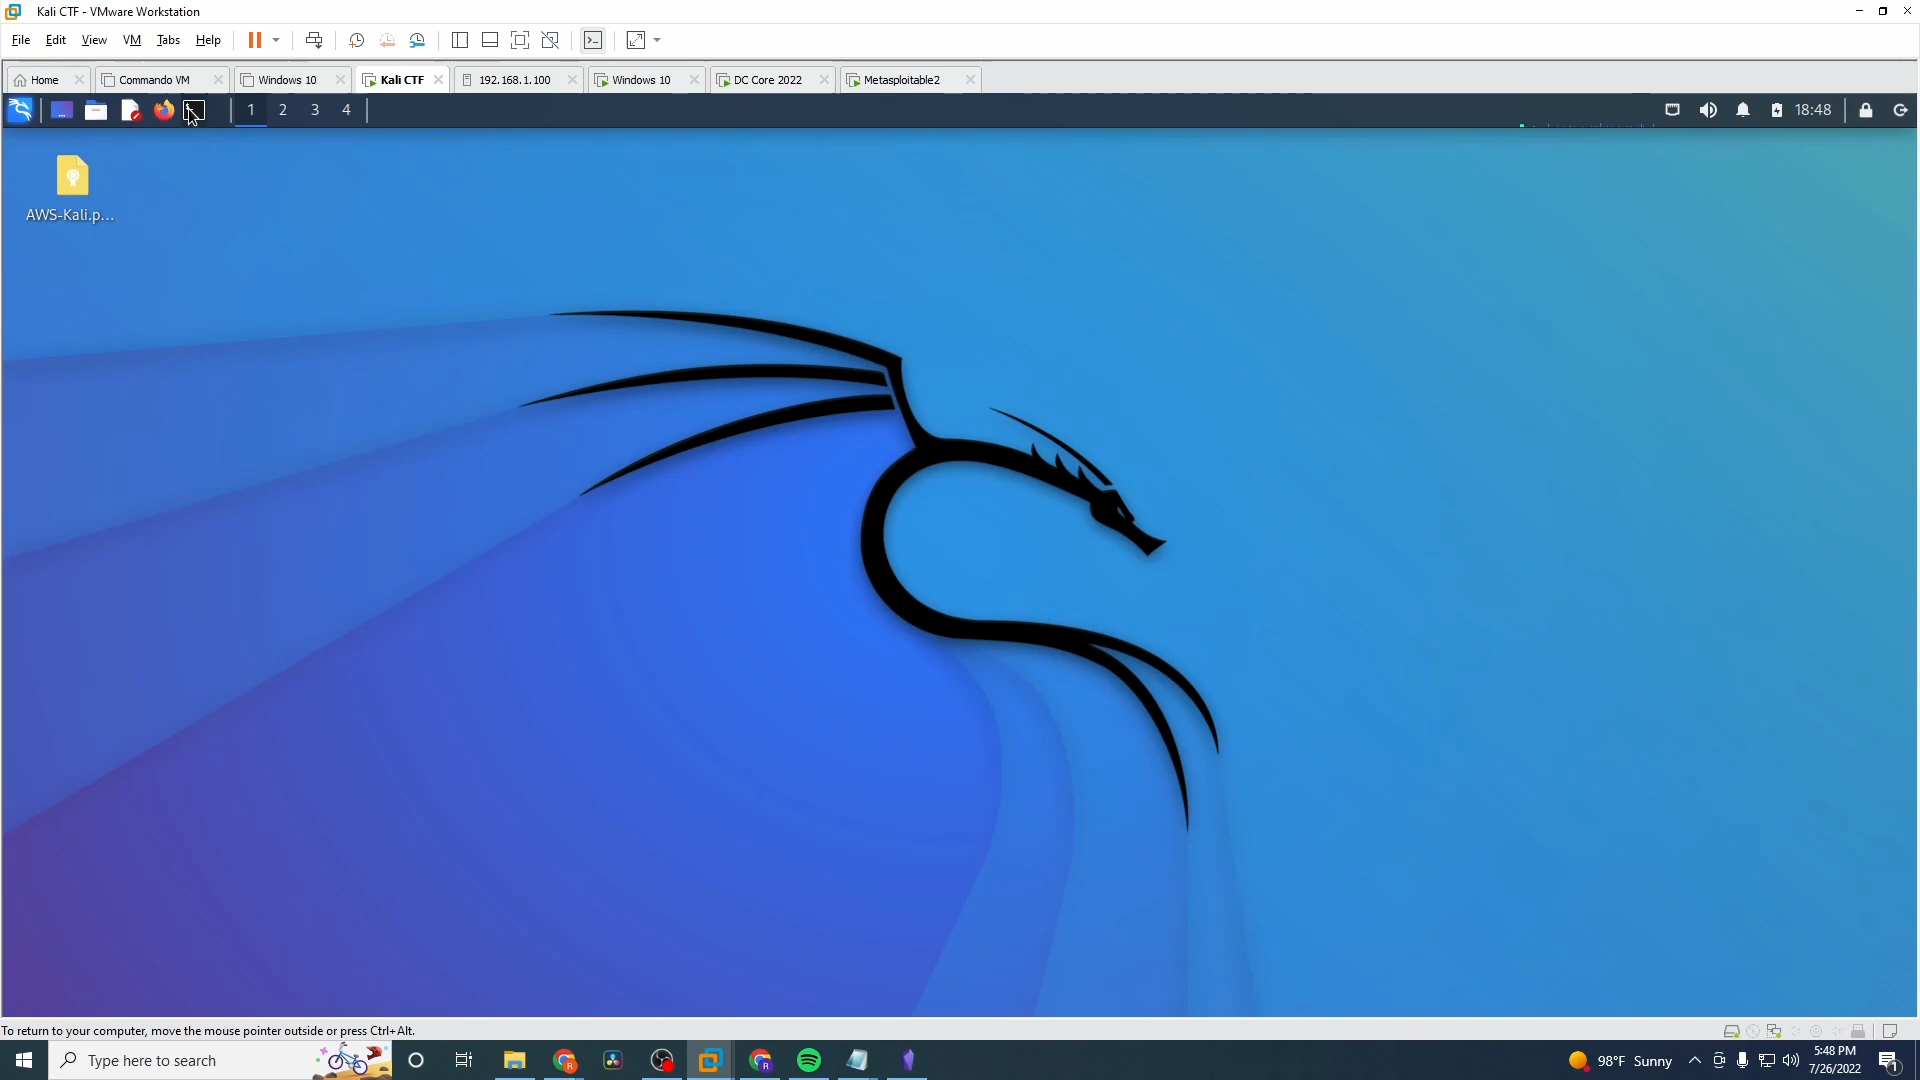 Kali CTF - VMware Workstation
File Edit View VM Tabs Help
Home Commando VM Windows 10 Kali CTF 192.168.1.100 Windows 10 DC Core 2022 Metasploitable2
1 2 3 4 18:48
AWS-Kali.p...
To return to your computer, move the mouse pointer outside or press Ctrl+Alt.
Type here to search
98°F Sunny
5:48 PM
7/26/2022
1